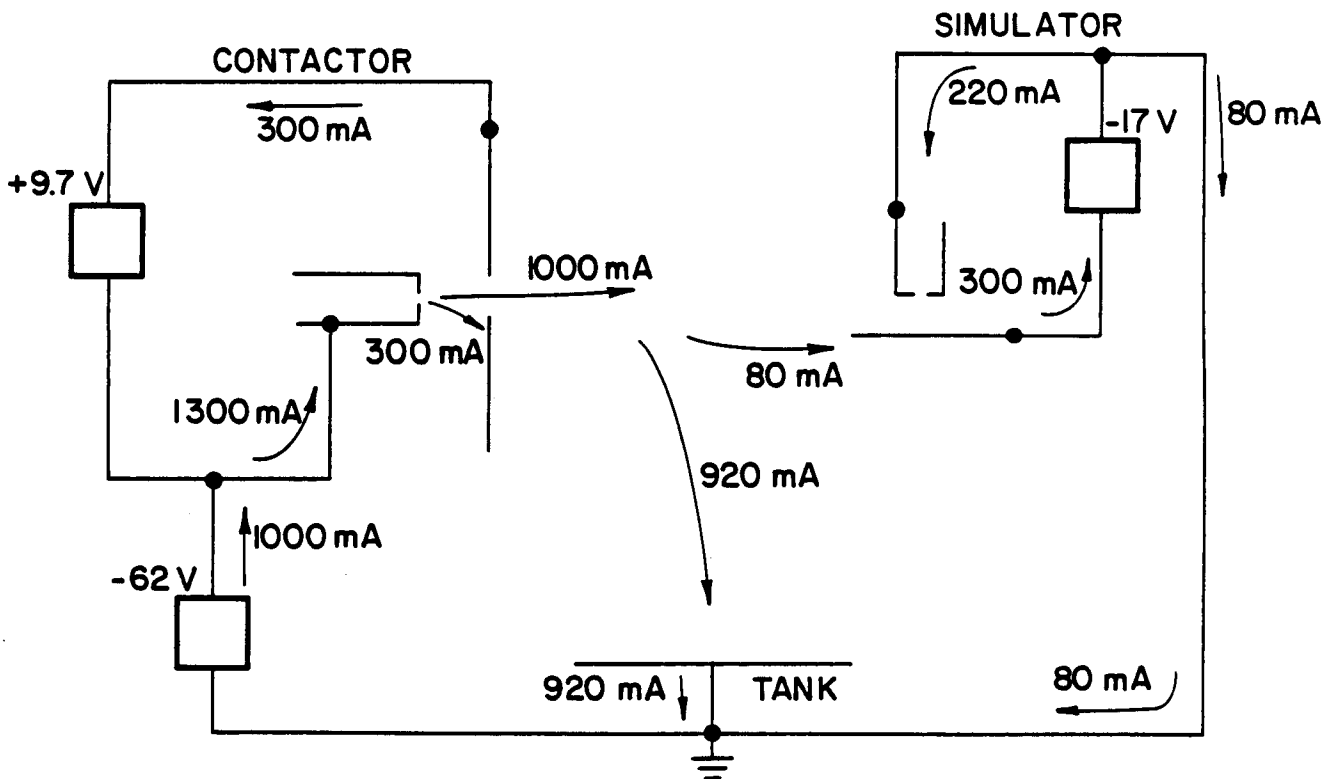 SIMULATOR
CONTACTOR
300 mA
220 mA
-17 V
80 mA
+9.7 V
1000 mA
300 mA
300 mA
80 mA
1300 mA
920 mA
1000 mA
-62 V
920 mA
TANK
80 mA